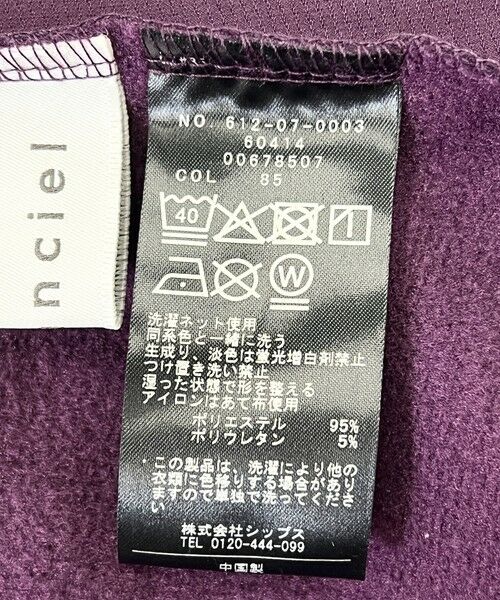 nciel
NO. 612-07-0003
60414
00678507
COL 85
40
1
W
洗濯ネット使用
同系色と一緒に洗う
生成り、淡色は蛍光増白剤禁止
つけ置き洗い禁止
湿った状態で形を整える
アイロンはあて布使用
ポリエステル 95%
ポリウレタン 5%
・この製品は、洗濯により他の
衣類に色移りする場合があり
ますので単独で洗ってくださ
い
株式会社シップス
TEL 0120-444-099
中国製